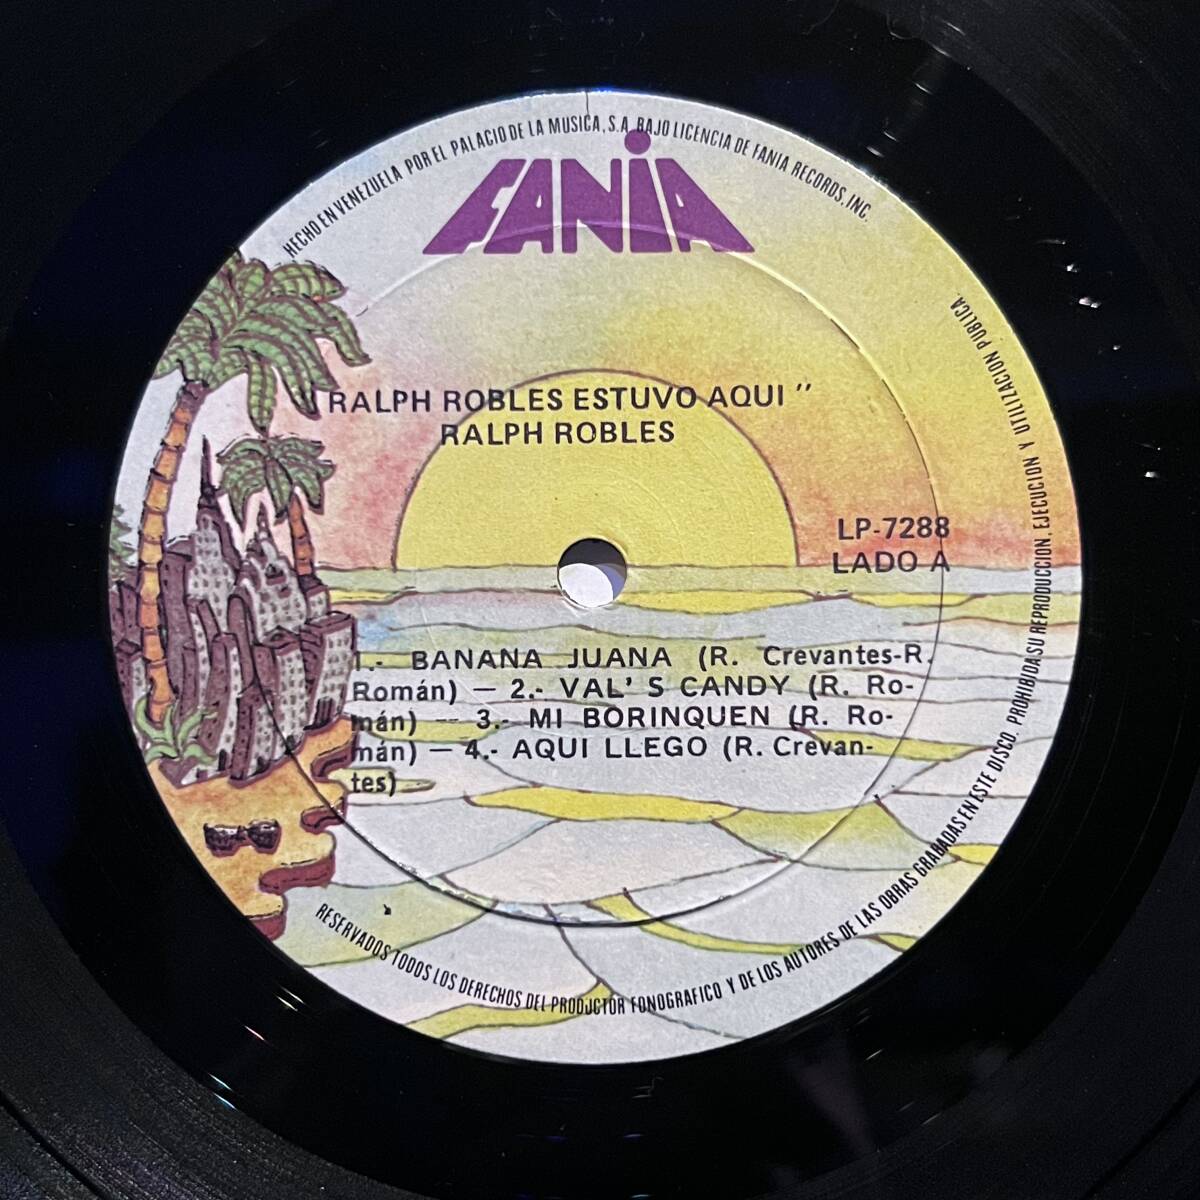 HECHO EN VENEZUELA POR EL PALACIO DE LA MUSICA, S.A. BAJO LICENCIA DE FANIA RECORDS, INC.
FANIA
" RALPH ROBLES ESTUVO AQUI "
RALPH ROBLES
LP-7288
LADO A
1.- BANANA JUANA (R. Crevantes-R.
Román) — 2.- VAL' S CANDY (R. Ro-
mán) — 3.- MI BORINQUEN (R. Ro-
mán) — 4.- AQUI LLEGO (R. Crevan-
tes)
RESERVADOS TODOS LOS DERECHOS DEL PRODUCTOR FONOGRAFICO Y DE LOS AUTORES DE LAS OBRAS GRABADAS EN ESTE DISCO. PROHIBIDA SU REPRODUCCION, EJECUCION Y UTILIZACION PUBLICA.